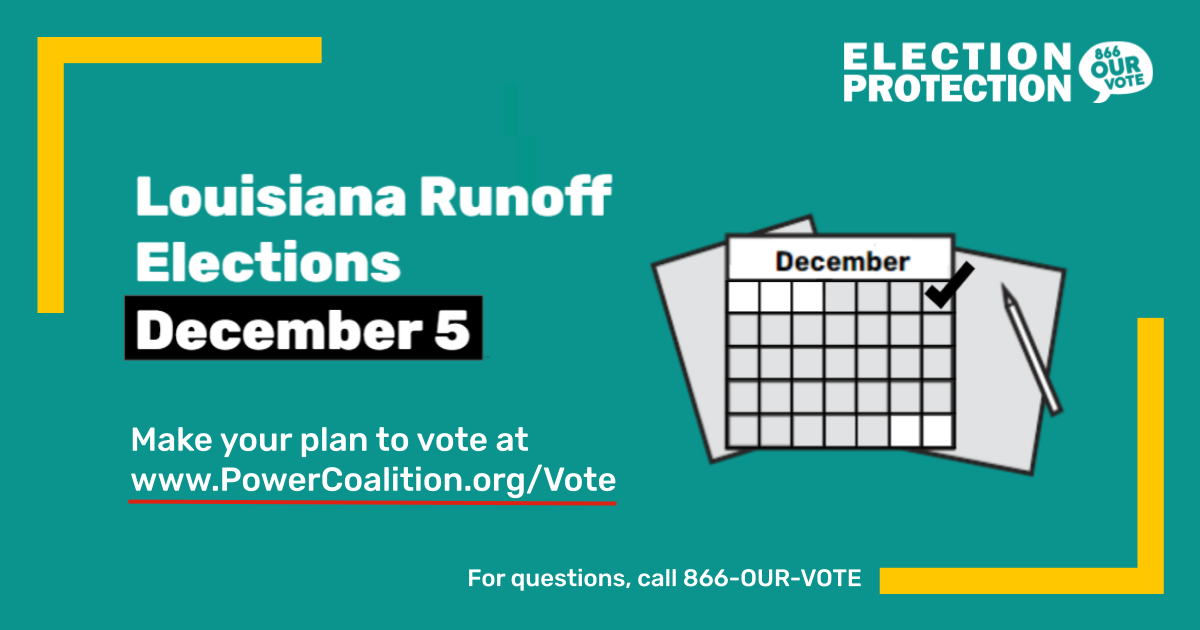 ELECTION
PROTECTION
866
OUR
VOTE
Louisiana Runoff
Elections
December 5
December
Make your plan to vote at
www.PowerCoalition.org/Vote
For questions, call 866-OUR-VOTE